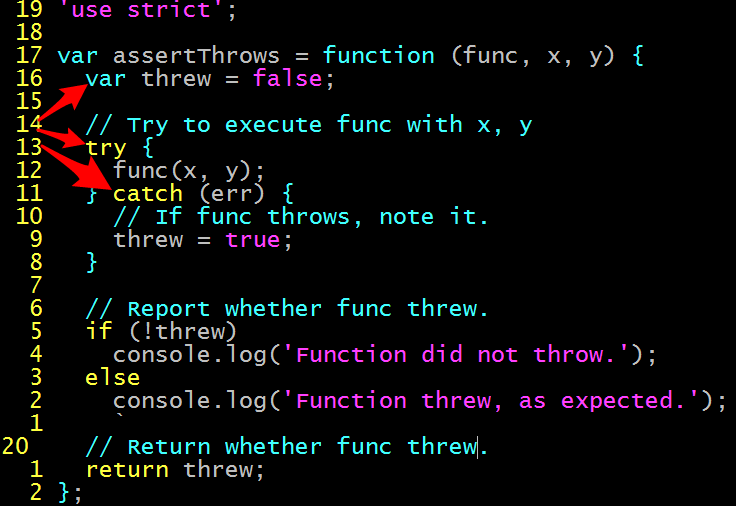 19 'use strict';
18
17 var assertThrows = function (func, x, y) {
16   var threw = false;
15
14   // Try to execute func with x, y
13   try {
12     func(x, y);
11   } catch (err) {
10     // If func throws, note it.
9     threw = true;
8   }
7
6   // Report whether func threw.
5   if (!threw)
4     console.log('Function did not throw.');
3   else
2     console.log('Function threw, as expected.');
1     `
20   // Return whether func threw.
1   return threw;
2 };